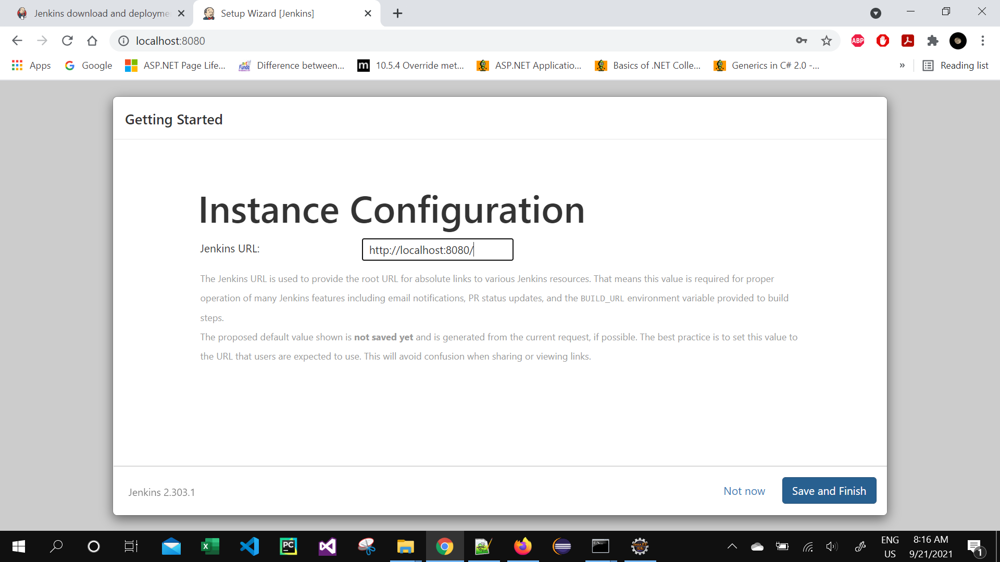 Jenkins download and deployme
Setup Wizard [Jenkins]
localhost:8080
ABP
Apps
Google
ASP.NET Page Life...
Difference between...
m
10.5.4 Override met...
ASP.NET Applicatio...
Basics of .NET Colle...
Generics in C# 2.0 -...
»
Reading list
Getting Started
Instance Configuration
Jenkins URL:
http://localhost:8080/
The Jenkins URL is used to provide the root URL for absolute links to various Jenkins resources. That means this value is required for proper
operation of many Jenkins features including email notifications, PR status updates, and the BUILD_URL environment variable provided to build
steps.
The proposed default value shown is not saved yet and is generated from the current request, if possible. The best practice is to set this value to
the URL that users are expected to use. This will avoid confusion when sharing or viewing links.
Jenkins 2.303.1
Not now
Save and Finish
PC
ENG
US
8:16 AM
9/21/2021
1